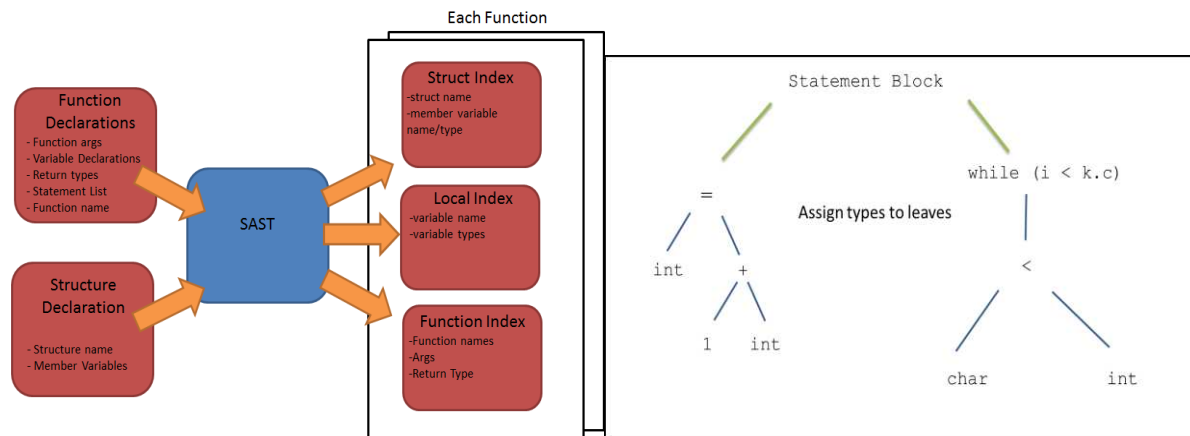 Each Function
Function
Declarations
- Function args
- Variable Declarations
- Return types
- Statement List
- Function name
Structure
Declaration
- Structure name
- Member Variables
SAST
Struct Index
-struct name
-member variable
name/type
Local Index
-variable name
-variable types
Function Index
-Function names
-Args
-Return Type
Statement Block
=
int
+
1
int
Assign types to leaves
while (i < k.c)
<
char
int